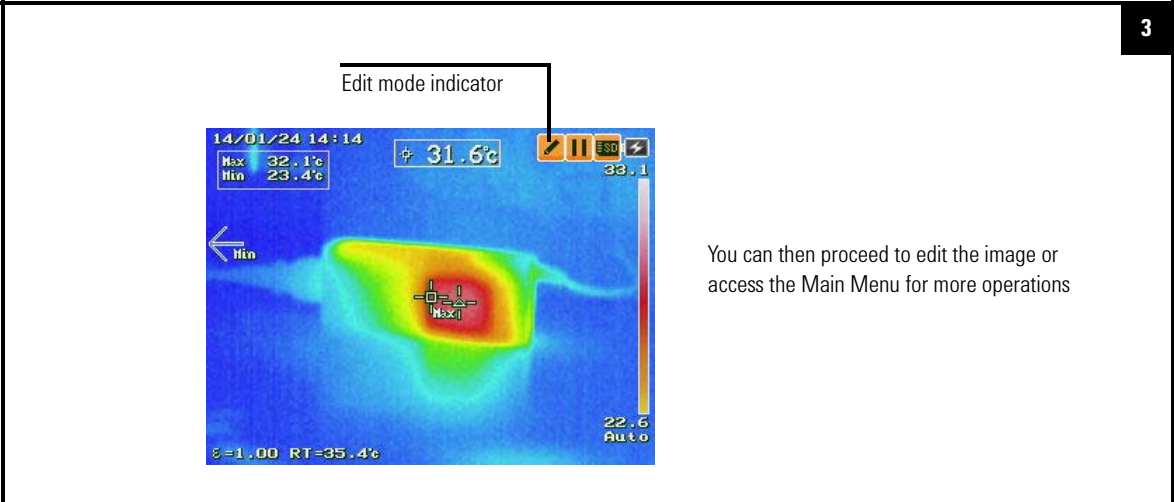 3
Edit mode indicator
14/01/24 14:14
Max 32.1℃
Min 23.4℃
31.6℃
SD
33.1
Min
Max
You can then proceed to edit the image or
access the Main Menu for more operations
22.6
Auto
ε=1.00 RT=35.4℃